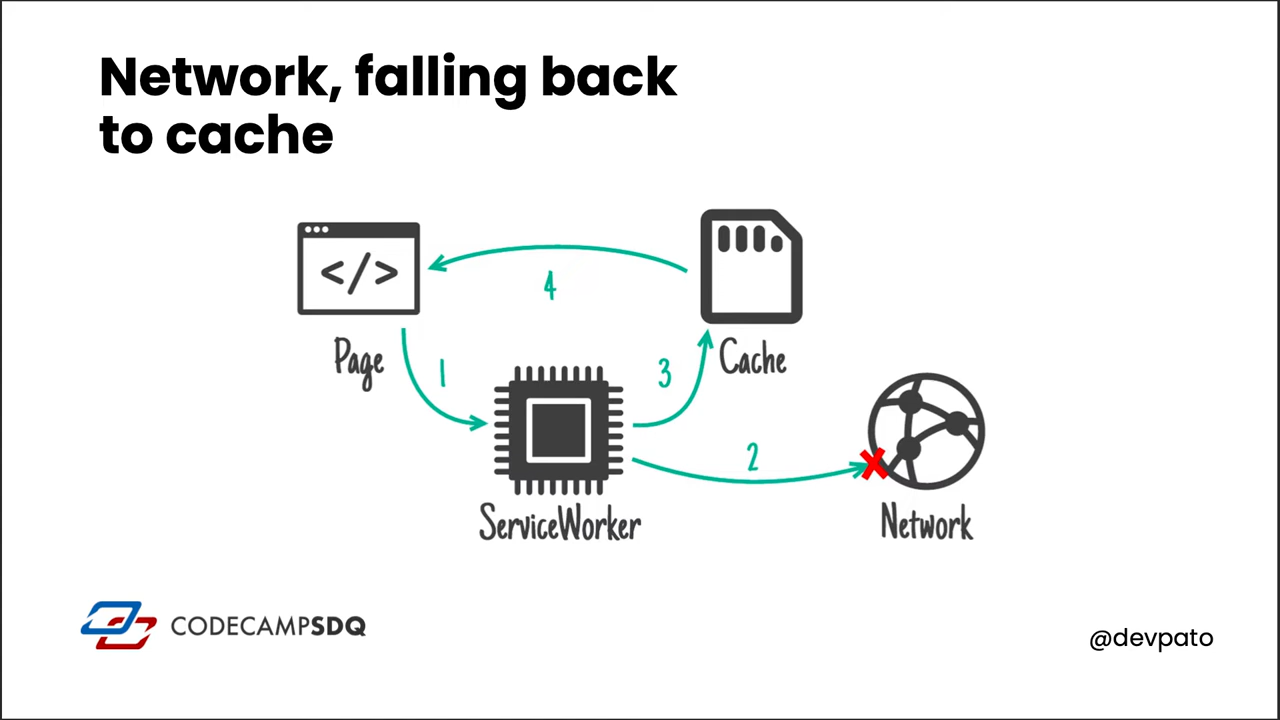 Network, falling back
to cache
</>
4
Page
1
3
Cache
2
ServiceWorker
Network
CODECAMPSDQ
@devpato